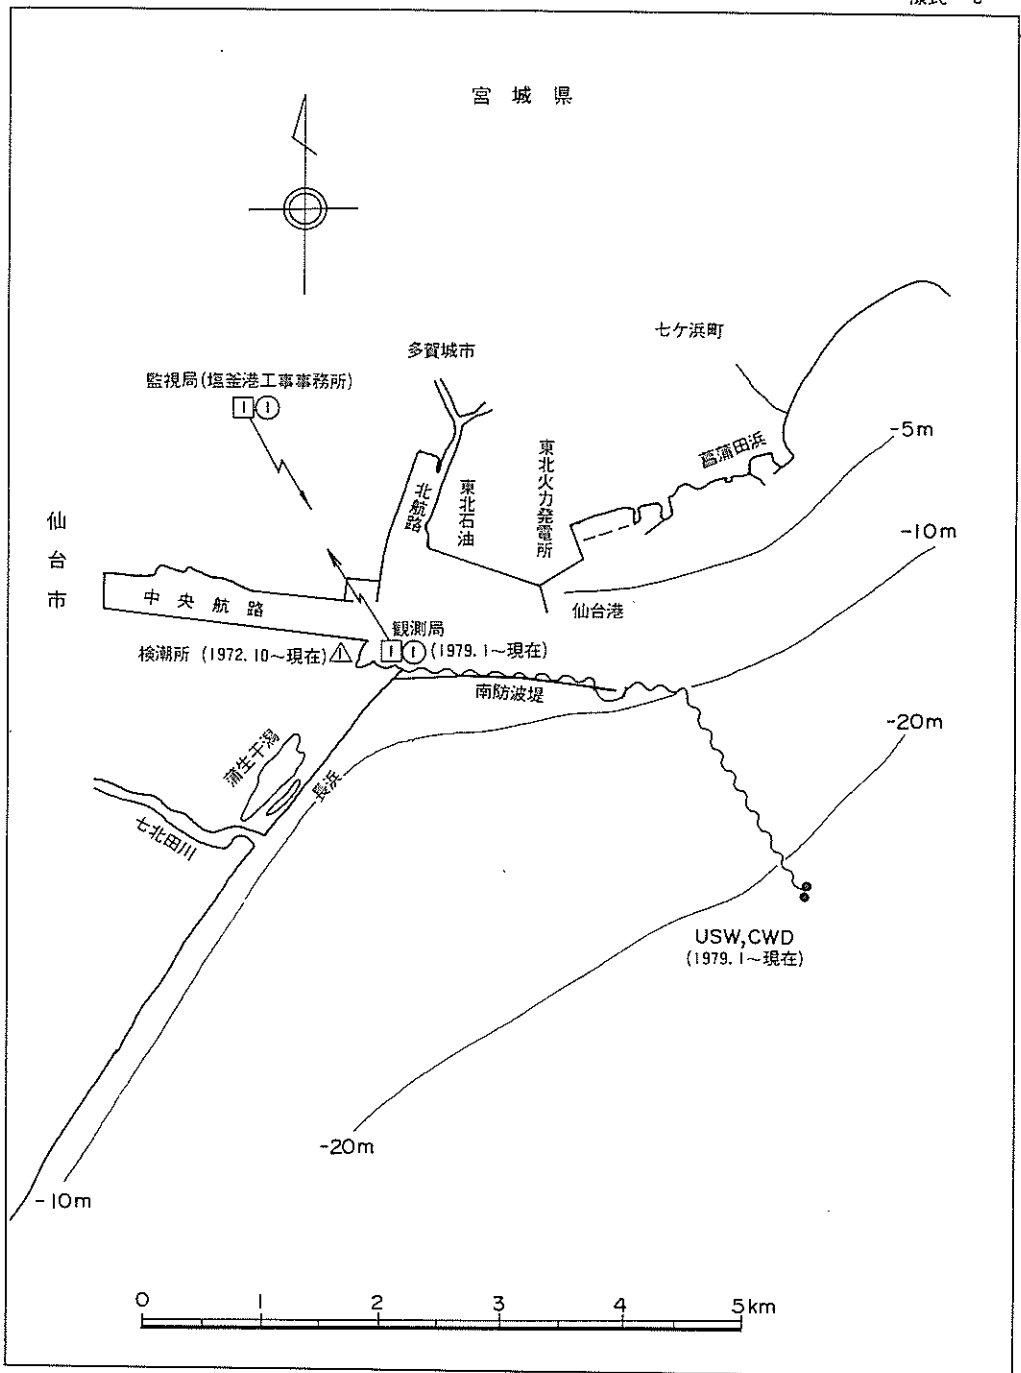 宮城県
七ケ浜町
多賀城市
監視局(塩釜港工事事務所)
1 1
-5m
菖蒲田浜
東北火力発電所
北航路
東北石油
-10m
仙台市
中央航路
仙台港
観測局
1 1 (1979.1~現在)
検潮所 (1972.10~現在) 1
南防波堤
-20m
蒲生干潟
長浜
七北田川
USW,CWD
(1979.1~現在)
-20m
-10m
0 1 2 3 4 5km